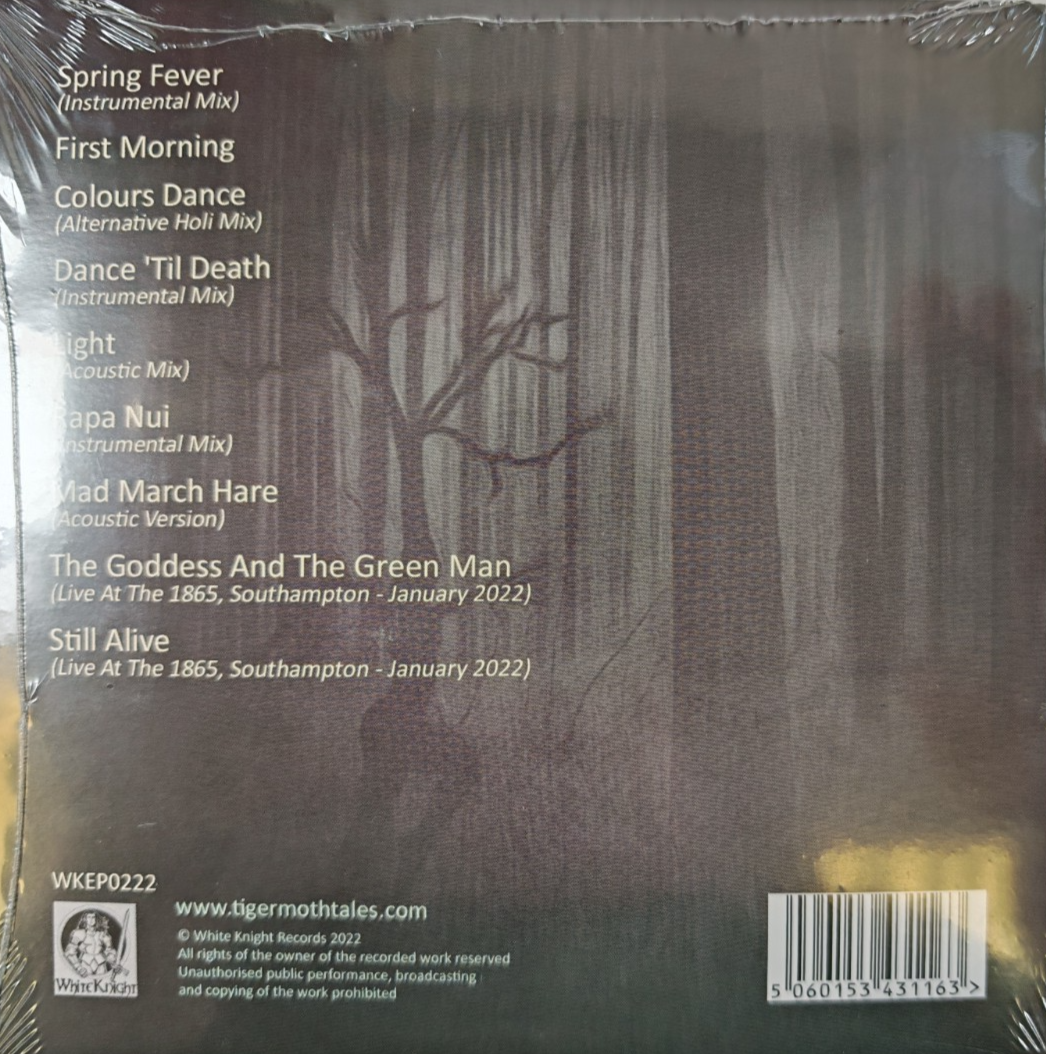 Spring Fever
(Instrumental Mix)
First Morning
Colours Dance
(Alternative Holi Mix)
Dance 'Til Death
(Instrumental Mix)
Light
(Acoustic Mix)
Rapa Nui
(Instrumental Mix)
Mad March Hare
(Acoustic Version)
The Goddess And The Green Man
(Live At The 1865, Southampton - January 2022)
Still Alive
(Live At The 1865, Southampton - January 2022)
WKEP0222
WhiteKnight
www.tigermothtales.com
© White Knight Records 2022
All rights of the owner of the recorded work reserved
Unauthorised public performance, broadcasting
and copying of the work prohibited
5 060153 431163 >